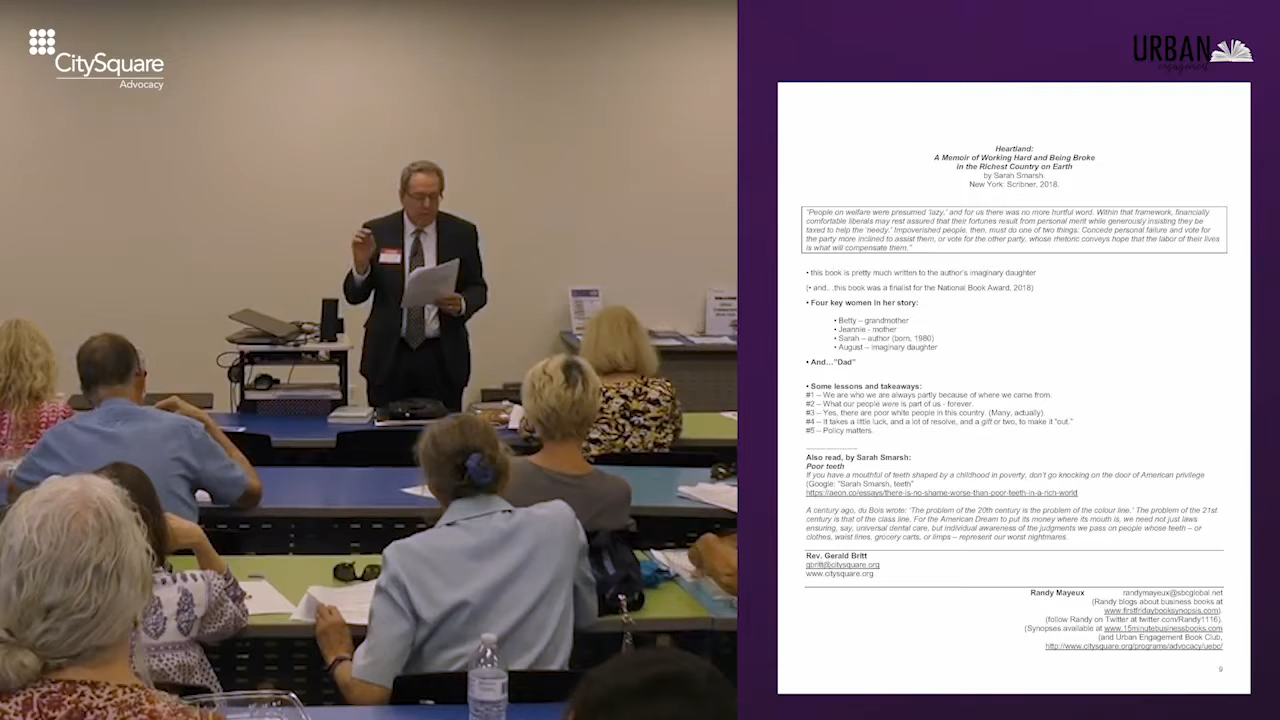 CitySquare
Advocacy
URBAN
engagement
Heartland:
A Memoir of Working Hard and Being Broke
in the Richest Country on Earth
by Sarah Smarsh.
New York: Scribner, 2018.
"People on welfare were presumed 'lazy,' and for us there was no more hurtful word. Within that framework, financially
comfortable liberals may rest assured that their fortunes result from personal merit while generously insisting they be
taxed to help the 'needy.' Impoverished people, then, must do one of two things: Concede personal failure and vote for
the party more inclined to assist them, or vote for the other party, whose rhetoric conveys hope that the labor of their lives
is what will compensate them."
• this book is pretty much written to the author's imaginary daughter
(• and…this book was a finalist for the National Book Award, 2018)
• Four key women in her story:
• Betty – grandmother
• Jeannie - mother
• Sarah – author (born, 1980)
• August – imaginary daughter
• And…"Dad"
• Some lessons and takeaways:
#1 – We are who we are always partly because of where we came from.
#2 – What our people were is part of us - forever.
#3 – Yes, there are poor white people in this country. (Many, actually).
#4 – It takes a little luck, and a lot of resolve, and a gift or two, to make it "out."
#5 – Policy matters.
Also read, by Sarah Smarsh:
Poor teeth
If you have a mouthful of teeth shaped by a childhood in poverty, don't go knocking on the door of American privilege
(Google: "Sarah Smarsh, teeth"
https://aeon.co/essays/there-is-no-shame-worse-than-poor-teeth-in-a-rich-world
A century ago, du Bois wrote: 'The problem of the 20th century is the problem of the colour line.' The problem of the 21st
century is that of the class line. For the American Dream to put its money where its mouth is, we need not just laws
ensuring, say, universal dental care, but individual awareness of the judgments we pass on people whose teeth – or
clothes, waist lines, grocery carts, or limps – represent our worst nightmares.
Rev. Gerald Britt
gbritt@citysquare.org
www.citysquare.org
Randy Mayeux randymayeux@sbcglobal.net
(Randy blogs about business books at
www.firstfridaybooksynopsis.com).
(follow Randy on Twitter at twitter.com/Randy1116).
(Synopses available at www.15minutebusinessbooks.com
(and Urban Engagement Book Club,
http://www.citysquare.org/programs/advocacy/uebc/
9